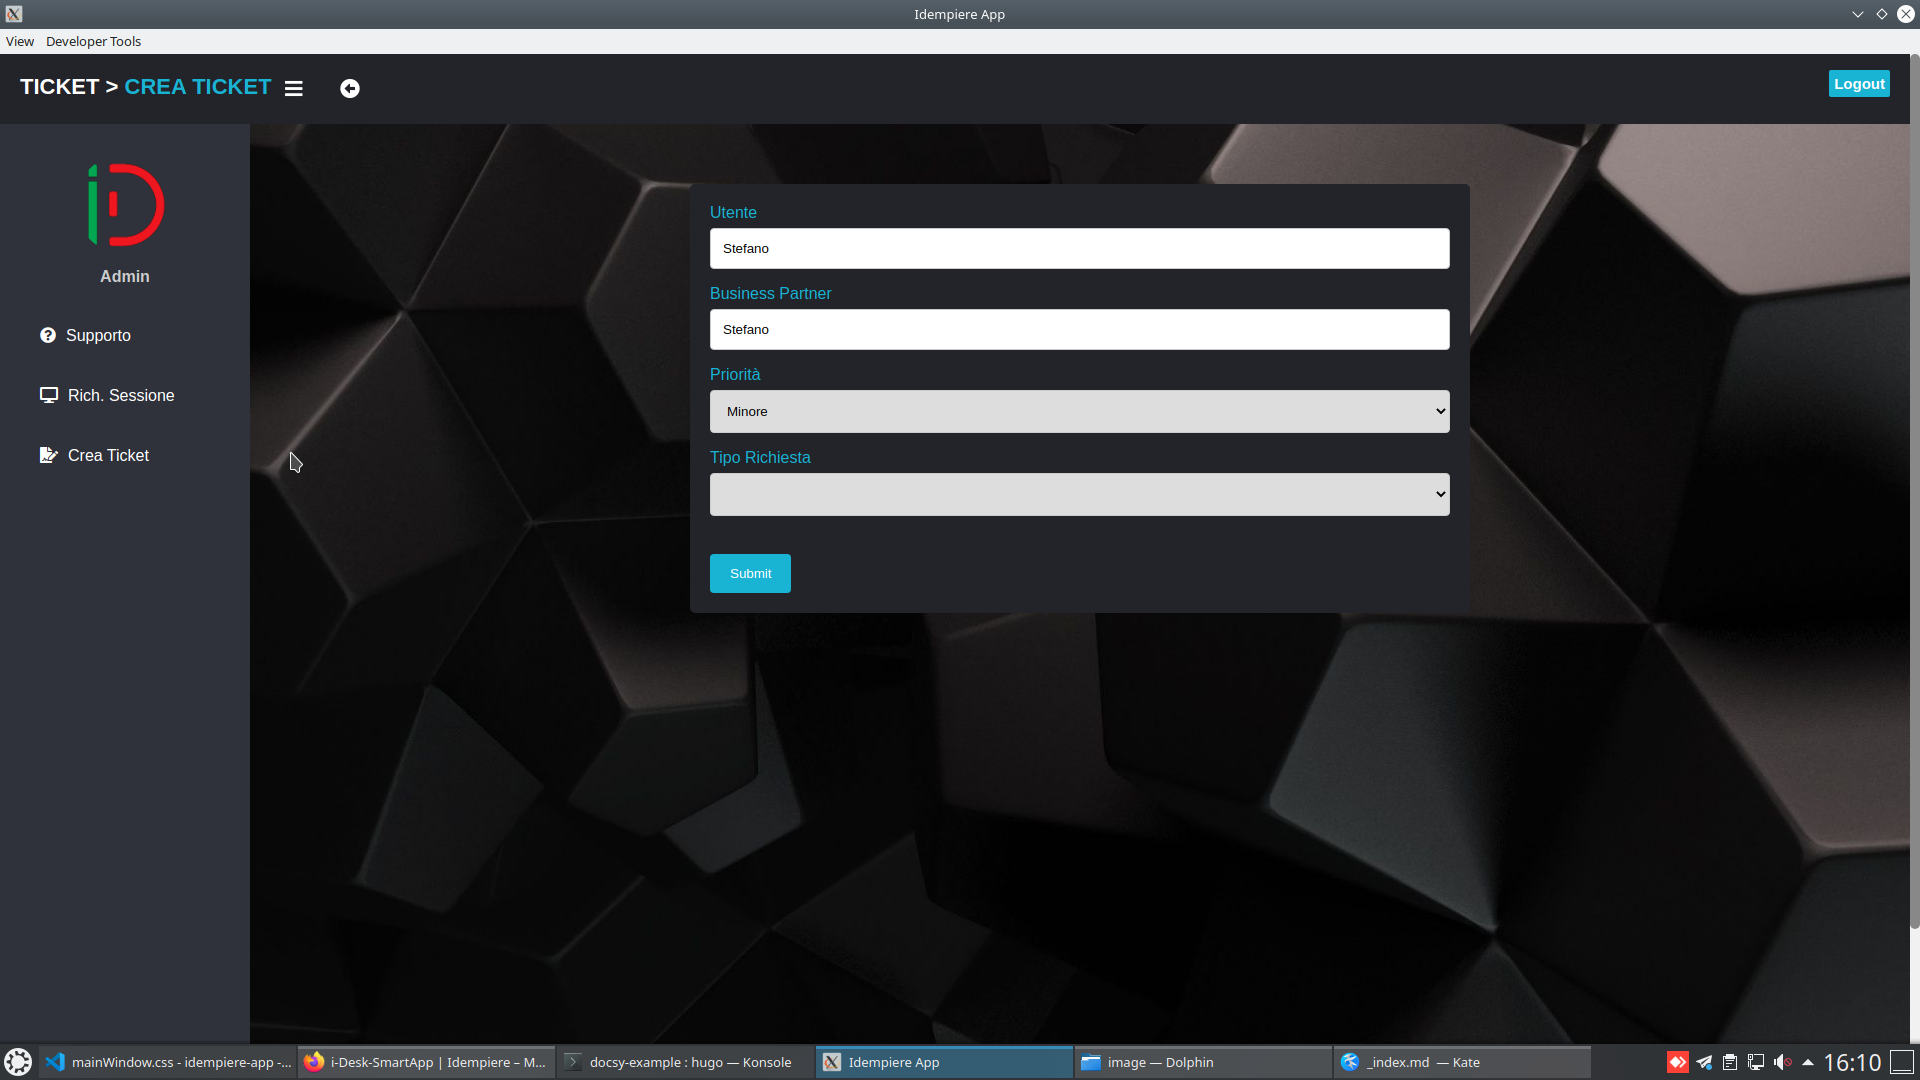 Idempiere App
View Developer Tools
TICKET > CREA TICKET
Logout
Admin
Supporto
Rich. Sessione
Crea Ticket
Utente
Stefano
Business Partner
Stefano
Priorità
Minore
Tipo Richiesta
Submit
mainWindow.css - idempiere-app -...
i-Desk-SmartApp | Idempiere – M...
docsy-example : hugo — Konsole
Idempiere App
image — Dolphin
_index.md — Kate
16:10